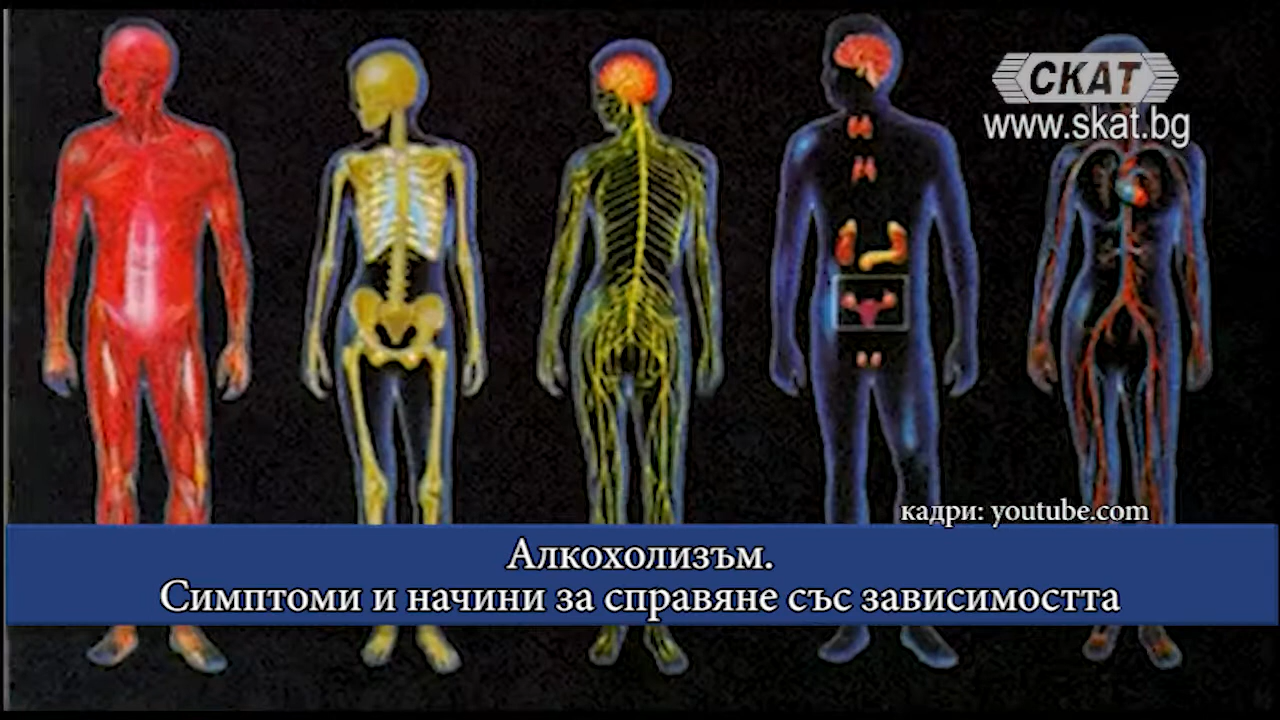 СКАТ
www.skat.bg
кадри: youtube.com
Алкохолизъм.
Симптоми и начини за справяне със зависимостта